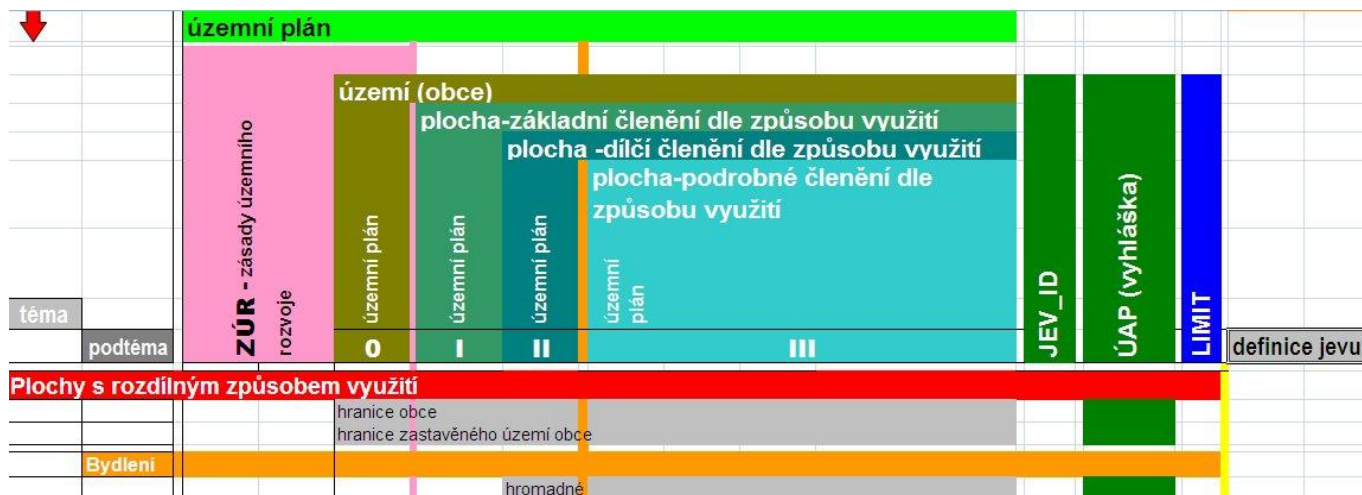 územní plán
území (obce)
plocha-základní členění dle způsobu využití
plocha -dílčí členění dle způsobu využití
plocha-podrobné členění dle
způsobu využití
ZÚR - zásady územního
rozvoje
územní plán
územní plán
územní plán
územní
plán
JEV_ID
ÚAP (vyhláška)
LIMIT
téma
podtéma
0
I
II
III
definice jevu
Plochy s rozdílným způsobem využití
hranice obce
hranice zastavěného území obce
Bydlení
hromadné